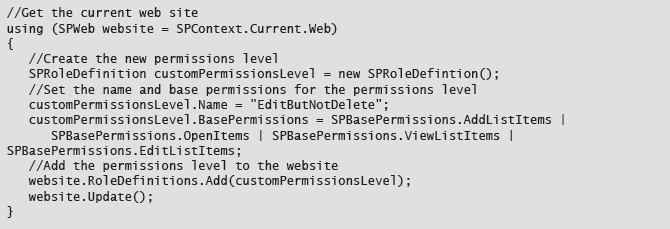 //Get the current web site
using (SPWeb website = SPContext.Current.Web)
{
//Create the new permissions level
SPRoleDefinition customPermissionsLevel = new SPRoleDefintion();
//Set the name and base permissions for the permissions level
customPermissionsLevel.Name = "EditButNotDelete";
customPermissionsLevel.BasePermissions = SPBasePermissions.AddListItems |
SPBasePermissions.OpenItems | SPBasePermissions.ViewListItems |
SPBasePermissions.EditListItems;
//Add the permissions level to the website
website.RoleDefinitions.Add(customPermissionsLevel);
website.Update();
}